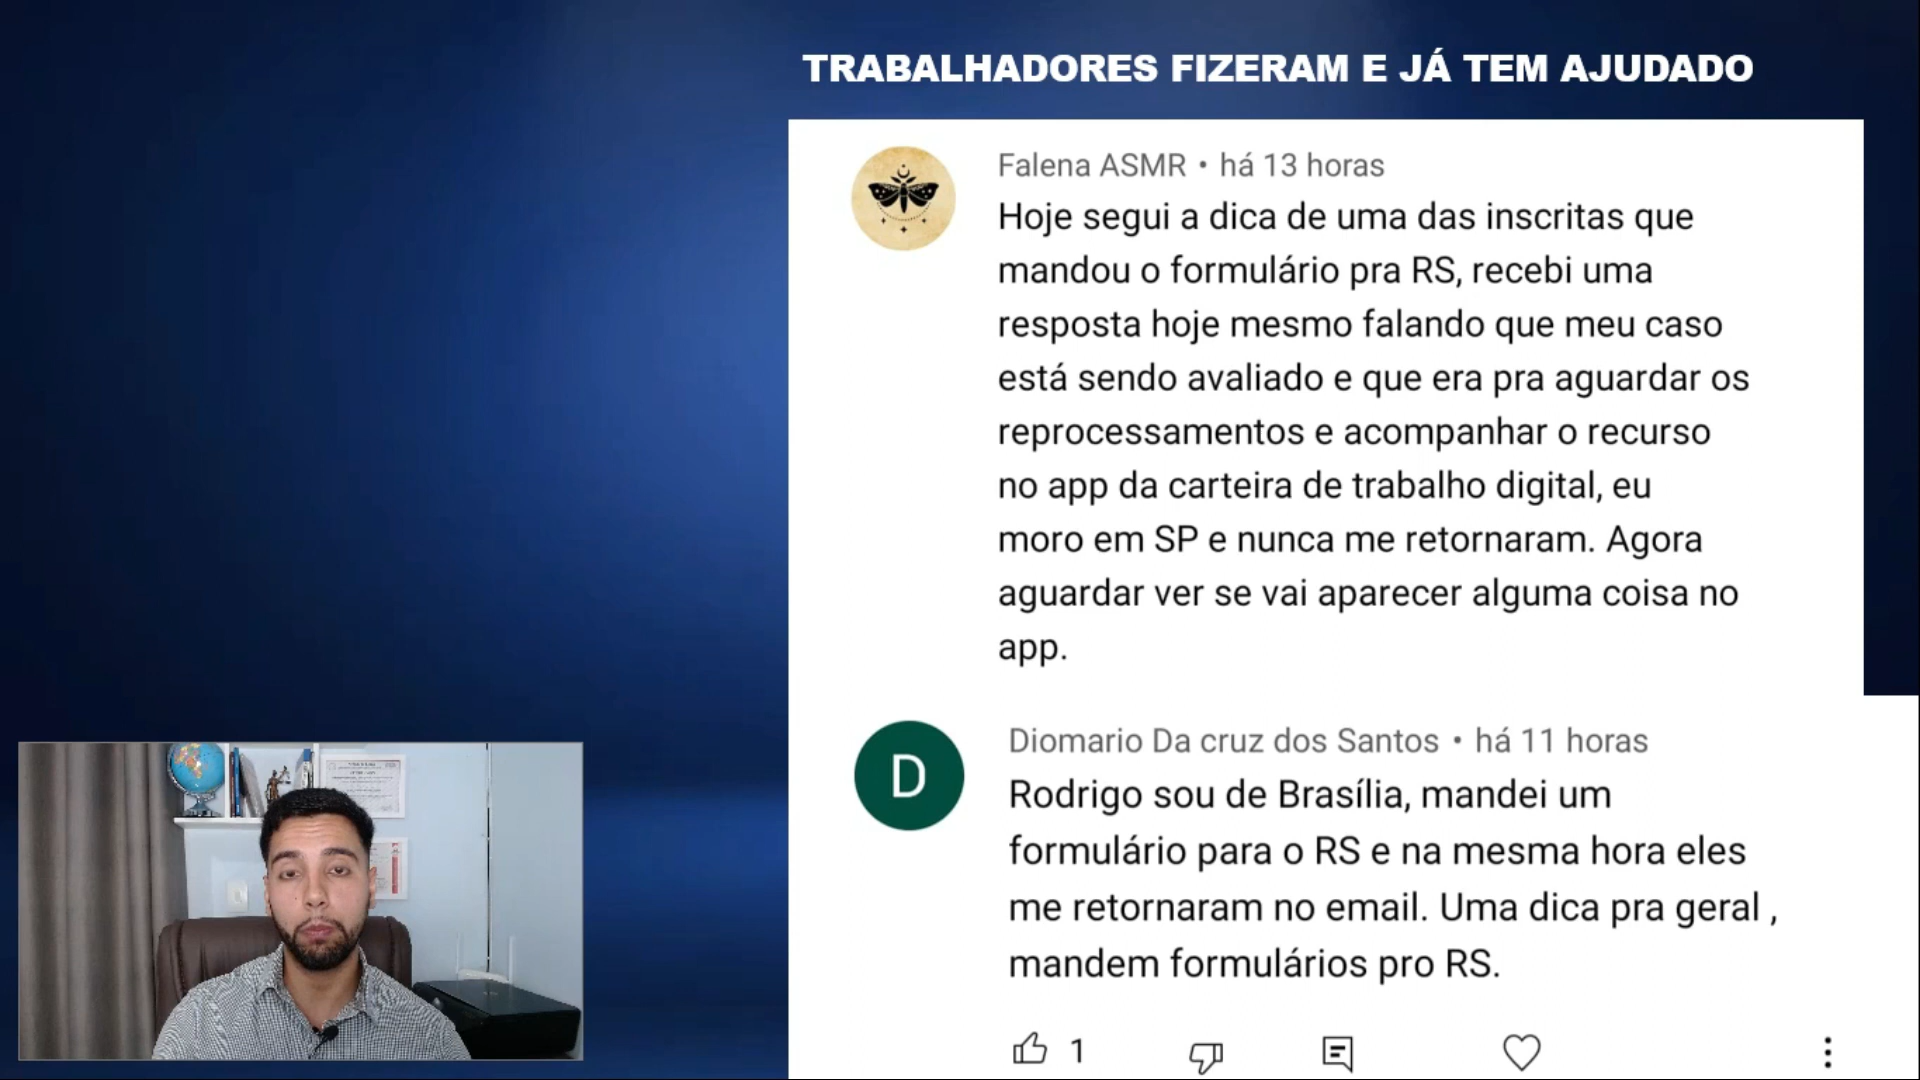 TRABALHADORES FIZERAM E JÁ TEM AJUDADO
Falena ASMR • há 13 horas
Hoje segui a dica de uma das inscritas que
mandou o formulário pra RS, recebi uma
resposta hoje mesmo falando que meu caso
está sendo avaliado e que era pra aguardar os
reprocessamentos e acompanhar o recurso
no app da carteira de trabalho digital, eu
moro em SP e nunca me retornaram. Agora
aguardar ver se vai aparecer alguma coisa no
app.
D
Diomario Da cruz dos Santos • há 11 horas
Rodrigo sou de Brasília, mandei um
formulário para o RS e na mesma hora eles
me retornaram no email. Uma dica pra geral ,
mandem formulários pro RS.
1